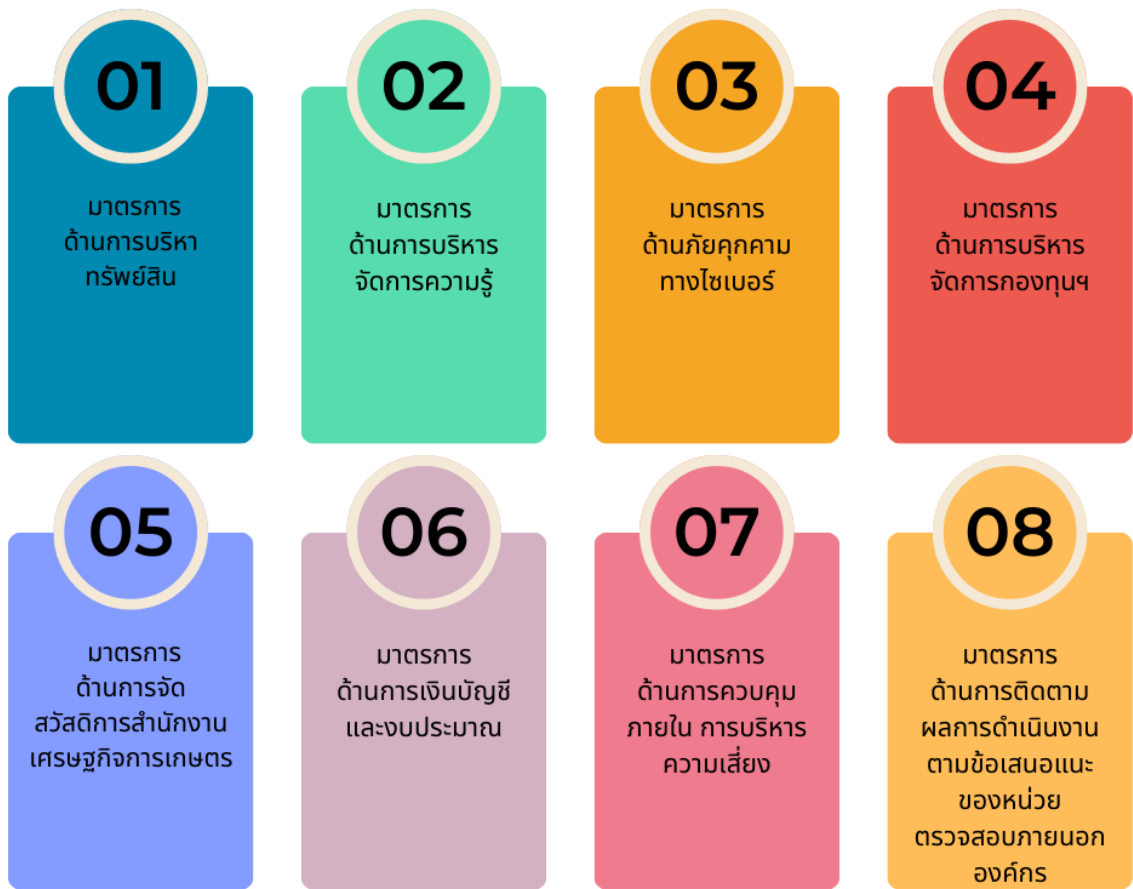 01
มาตรการ
ด้านการบริหา
ทรัพย์สิน
02
มาตรการ
ด้านการบริหาร
จัดการความรู้
03
มาตรการ
ด้านภัยคุกคาม
ทางไซเบอร์
04
มาตรการ
ด้านการบริหาร
จัดการกองทุนฯ
05
มาตรการ
ด้านการจัด
สวัสดิการสำนักงาน
เศรษฐกิจการเกษตร
06
มาตรการ
ด้านการเงินบัญชี
และงบประมาณ
07
มาตรการ
ด้านการควบคุม
ภายใน การบริหาร
ความเสี่ยง
08
มาตรการ
ด้านการติดตาม
ผลการดำเนินงาน
ตามข้อเสนอแนะ
ของหน่วย
ตรวจสอบภายนอก
องค์กร